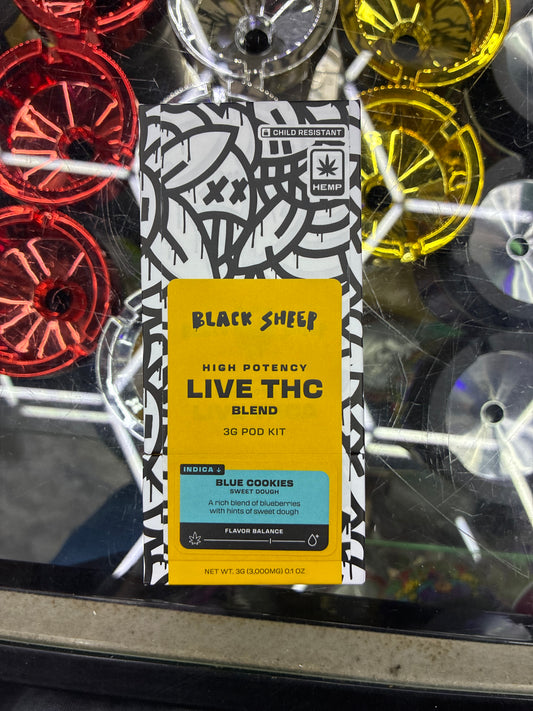 CHILD RESISTANT
HEMP
BLACK SHEEP
HIGH POTENCY
LIVE THC
BLEND
3G POD KIT
INDICA ↓
BLUE COOKIES
SWEET DOUGH
A rich blend of blueberries
with hints of sweet dough
FLAVOR BALANCE
NET WT. 3G (3,000MG) 0.1 OZ